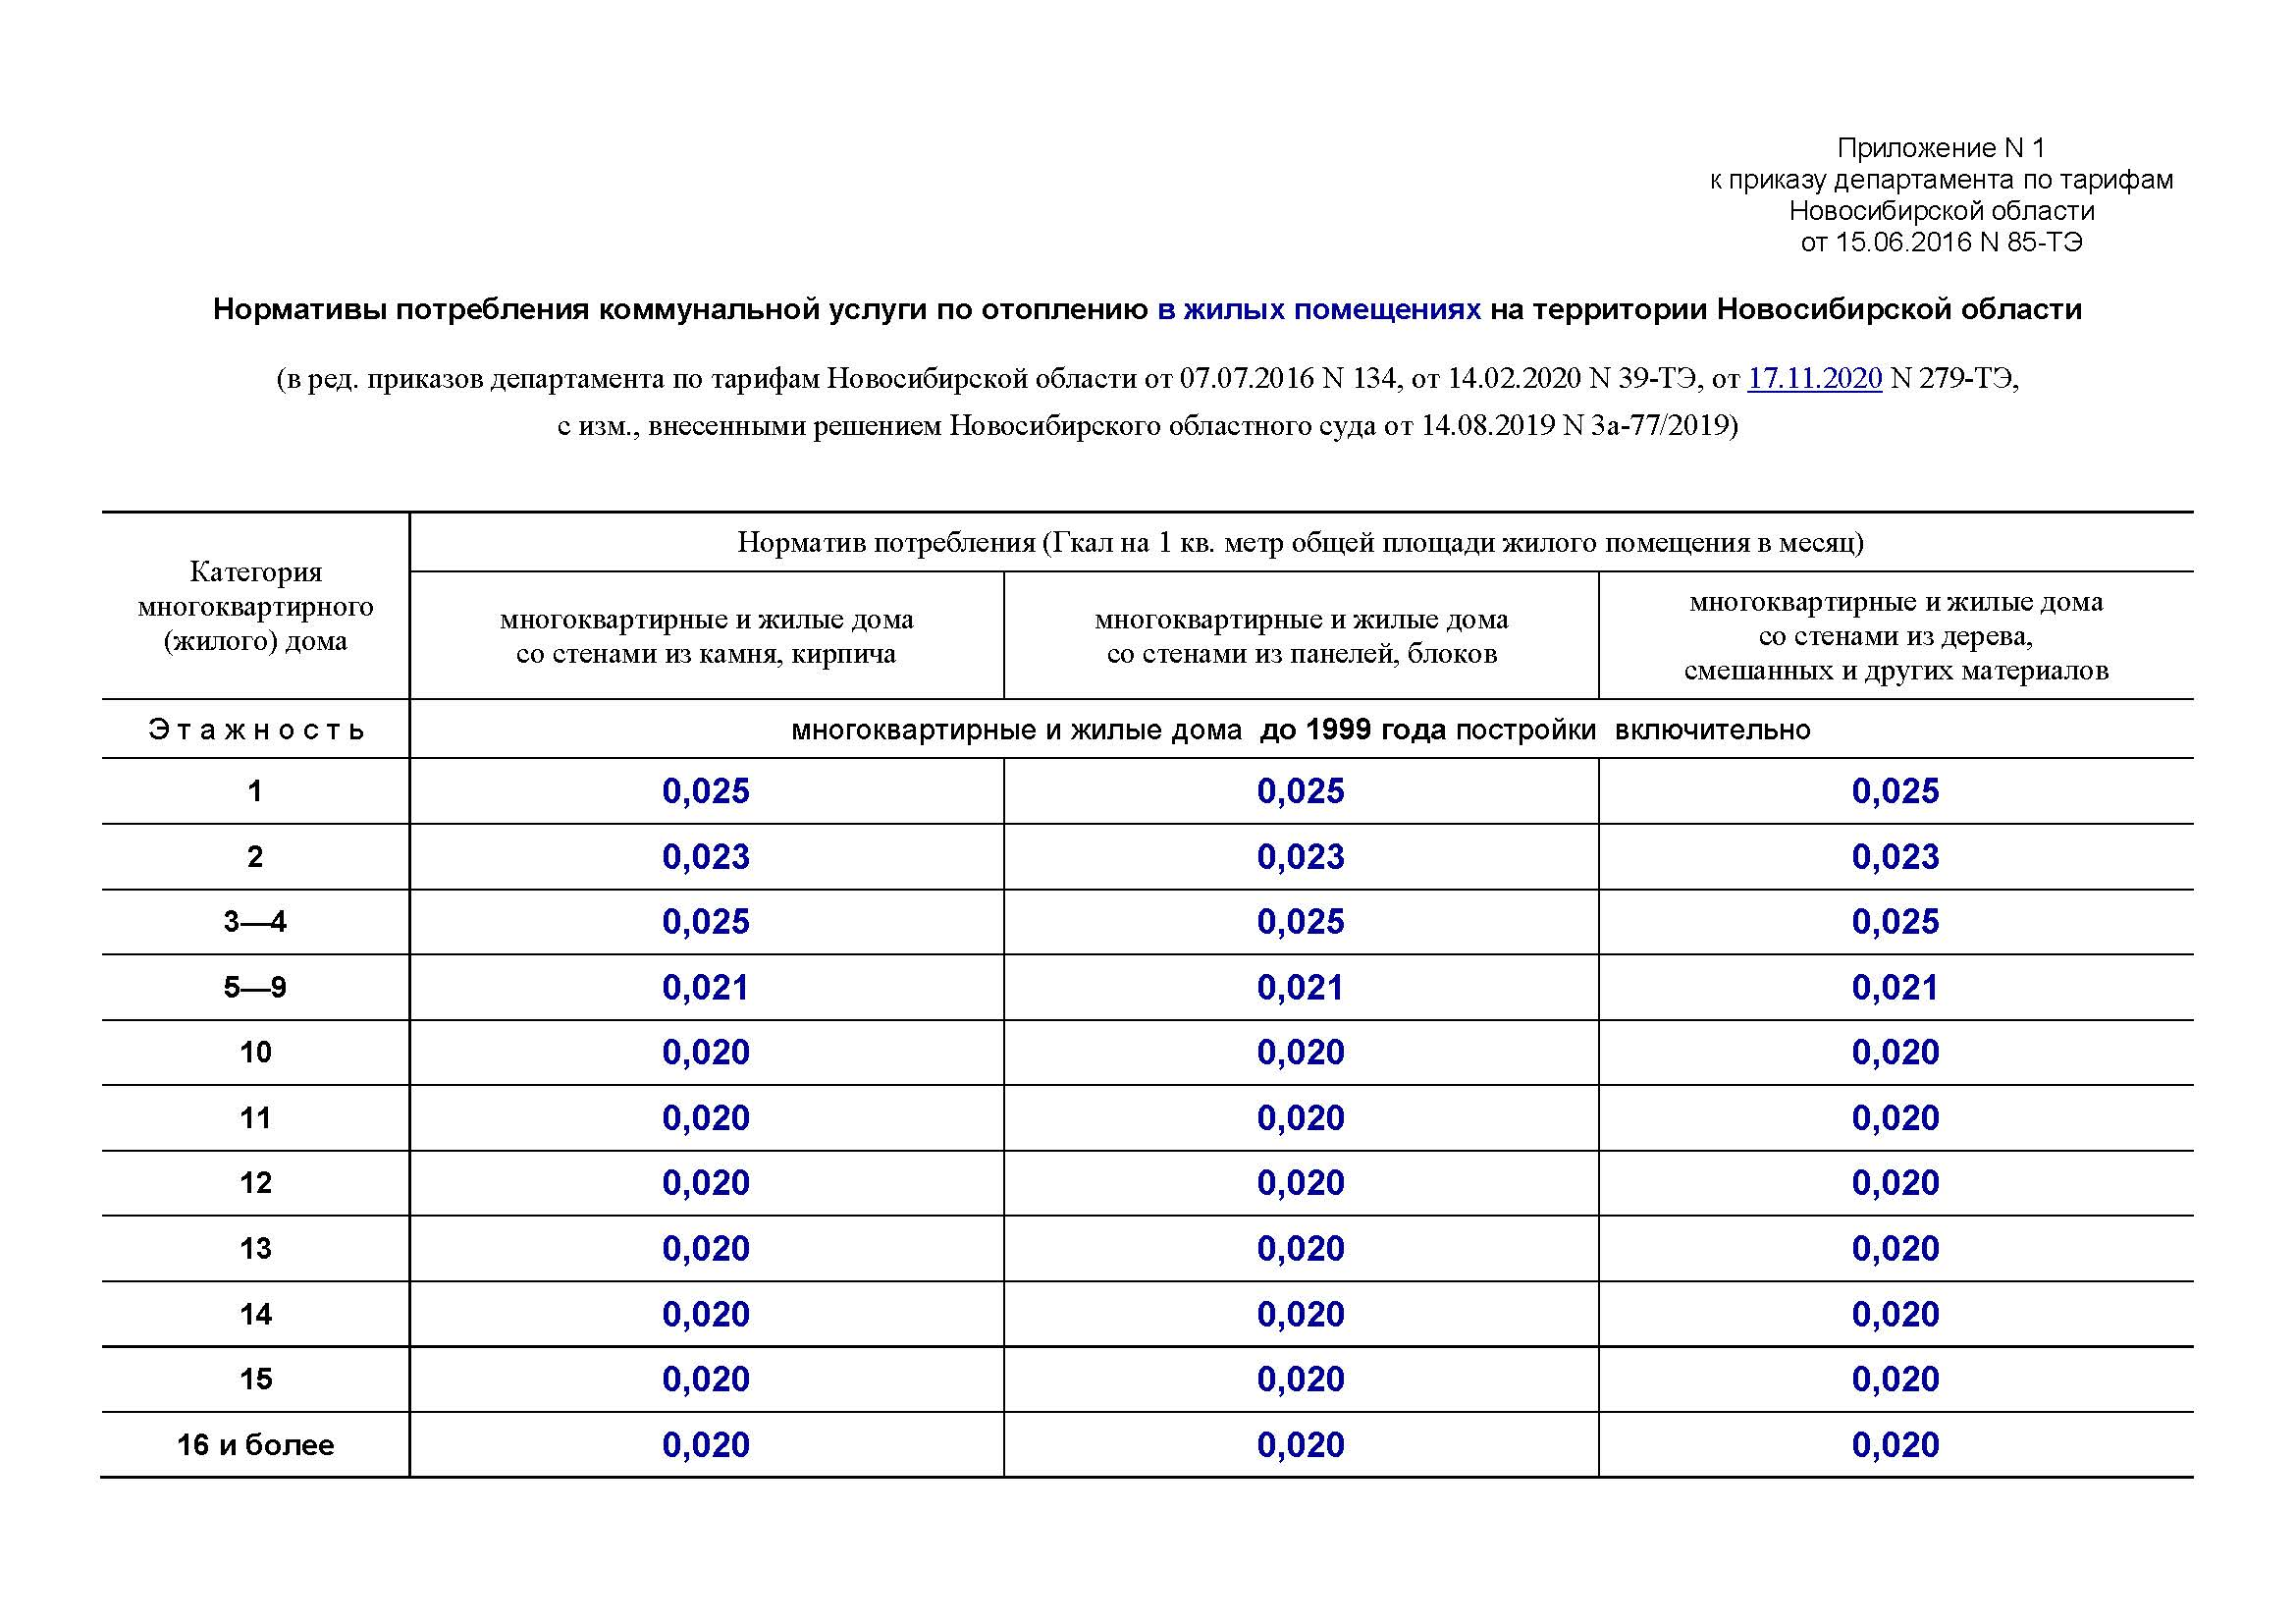 Приложение N 1
к приказу департамента по тарифам
Новосибирской области
от 15.06.2016 N 85-ТЭ
Нормативы потребления коммунальной услуги по отоплению в жилых помещениях на территории Новосибирской области
(в ред. приказов департамента по тарифам Новосибирской области от 07.07.2016 N 134, от 14.02.2020 N 39-ТЭ, от 17.11.2020 N 279-ТЭ,
с изм., внесенными решением Новосибирского областного суда от 14.08.2019 N 3а-77/2019)
Категория
многоквартирного
(жилого) дома
Норматив потребления (Гкал на 1 кв. метр общей площади жилого помещения в месяц)
многоквартирные и жилые дома
со стенами из камня, кирпича
многоквартирные и жилые дома
со стенами из панелей, блоков
многоквартирные и жилые дома
со стенами из дерева,
смешанных и других материалов
Этажность многоквартирные и жилые дома до 1999 года постройки включительно
1 0,025 0,025 0,025
2 0,023 0,023 0,023
3—4 0,025 0,025 0,025
5—9 0,021 0,021 0,021
10 0,020 0,020 0,020
11 0,020 0,020 0,020
12 0,020 0,020 0,020
13 0,020 0,020 0,020
14 0,020 0,020 0,020
15 0,020 0,020 0,020
16 и более 0,020 0,020 0,020